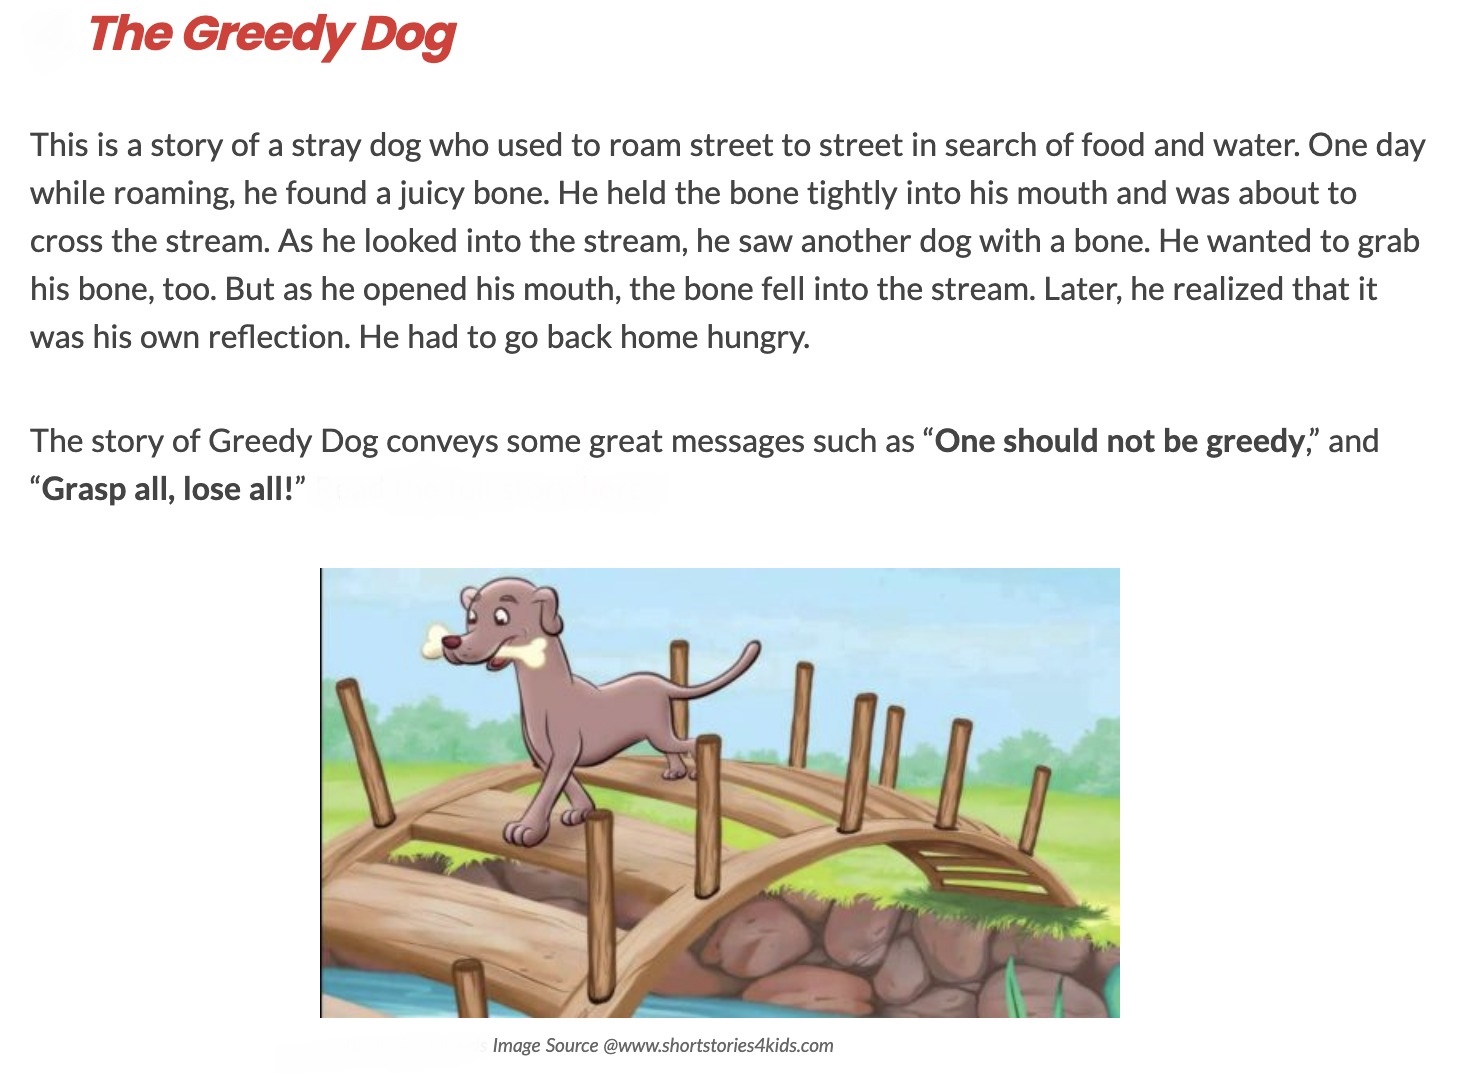 The Greedy Dog
This is a story of a stray dog who used to roam street to street in search of food and water. One day
while roaming, he found a juicy bone. He held the bone tightly into his mouth and was about to
cross the stream. As he looked into the stream, he saw another dog with a bone. He wanted to grab
his bone, too. But as he opened his mouth, the bone fell into the stream. Later, he realized that it
was his own reflection. He had to go back home hungry.
The story of Greedy Dog conveys some great messages such as “One should not be greedy,” and
“Grasp all, lose all!”
Image Source @www.shortstories4kids.com